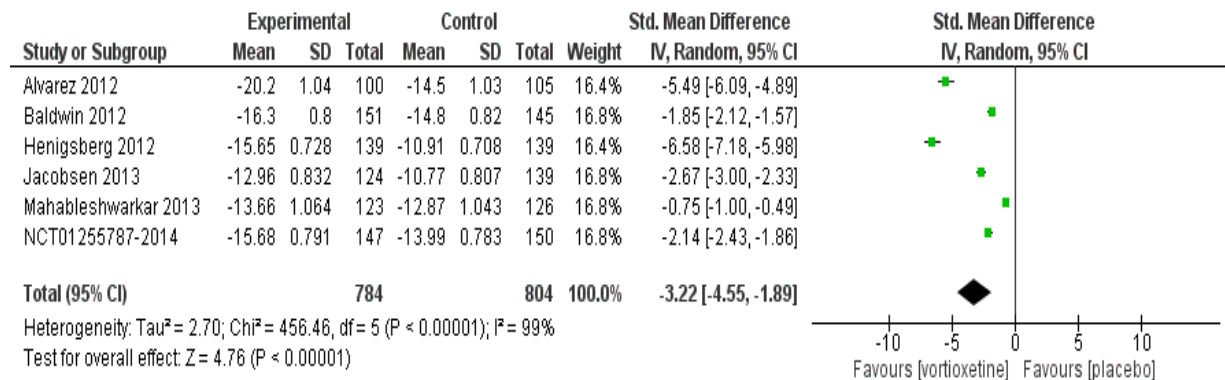 Experimental Control Std. Mean Difference Std. Mean Difference
Study or Subgroup Mean SD Total Mean SD Total Weight IV, Random, 95% CI IV, Random, 95% CI
Alvarez 2012 -20.2 1.04 100 -14.5 1.03 105 16.4% -5.49 [-6.09, -4.89]
Baldwin 2012 -16.3 0.8 151 -14.8 0.82 145 16.8% -1.85 [-2.12, -1.57]
Henigsberg 2012 -15.65 0.728 139 -10.91 0.708 139 16.4% -6.58 [-7.18, -5.98]
Jacobsen 2013 -12.96 0.832 124 -10.77 0.807 139 16.8% -2.67 [-3.00, -2.33]
Mahableshwarkar 2013 -13.66 1.064 123 -12.87 1.043 126 16.8% -0.75 [-1.00, -0.49]
NCT01255787-2014 -15.68 0.791 147 -13.99 0.783 150 16.8% -2.14 [-2.43, -1.86]
Total (95% CI) 784 804 100.0% -3.22 [-4.55, -1.89]
Heterogeneity: Tau² = 2.70; Chi² = 456.46, df = 5 (P < 0.00001); I² = 99%
Test for overall effect: Z = 4.76 (P < 0.00001)
-10 -5 0 5 10
Favours [vortioxetine] Favours [placebo]